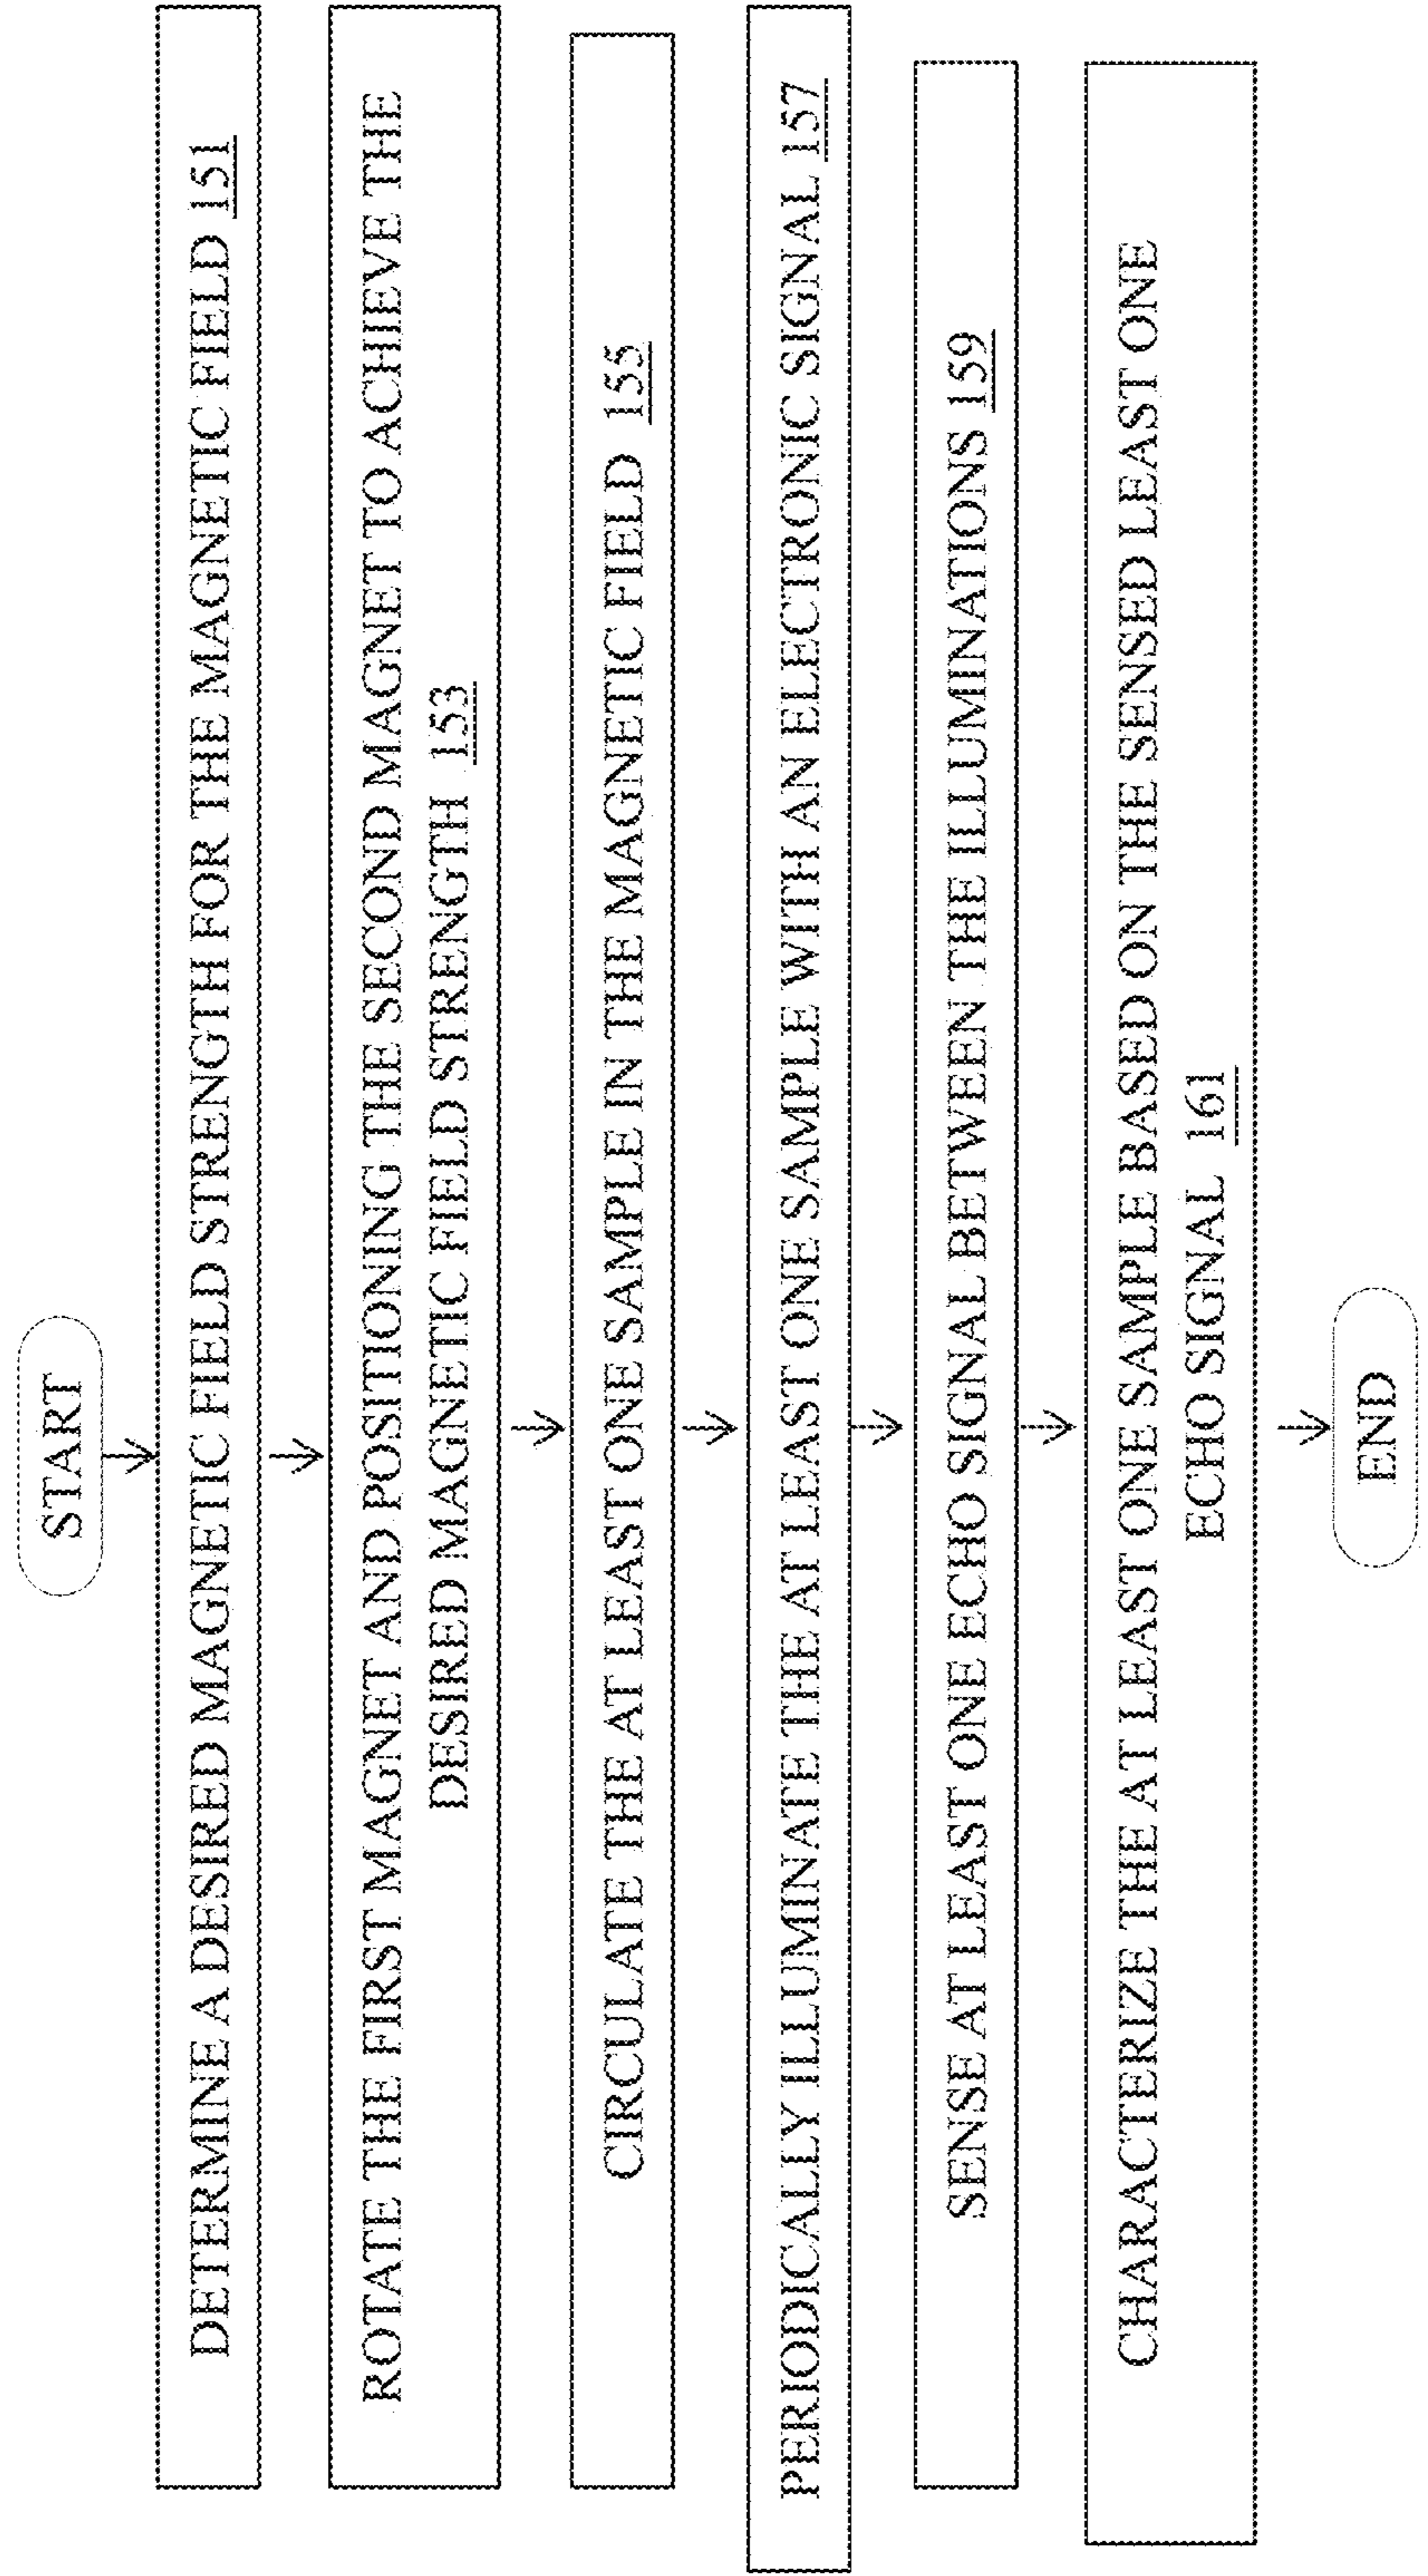 START
DETERMINE A DESIRED MAGNETIC FIELD STRENGTH FOR THE MAGNETIC FIELD 151
ROTATE THE FIRST MAGNET AND POSITIONING THE SECOND MAGNET TO ACHIEVE THE
DESIRED MAGNETIC FIELD STRENGTH 153
CIRCULATE THE AT LEAST ONE SAMPLE IN THE MAGNETIC FIELD 155
PERIODICALLY ILLUMINATE THE AT LEAST ONE SAMPLE WITH AN ELECTRONIC SIGNAL 157
SENSE AT LEAST ONE ECHO SIGNAL BETWEEN THE ILLUMINATIONS 159
CHARACTERIZE THE AT LEAST ONE SAMPLE BASED ON THE SENSED LEAST ONE
ECHO SIGNAL 161
END